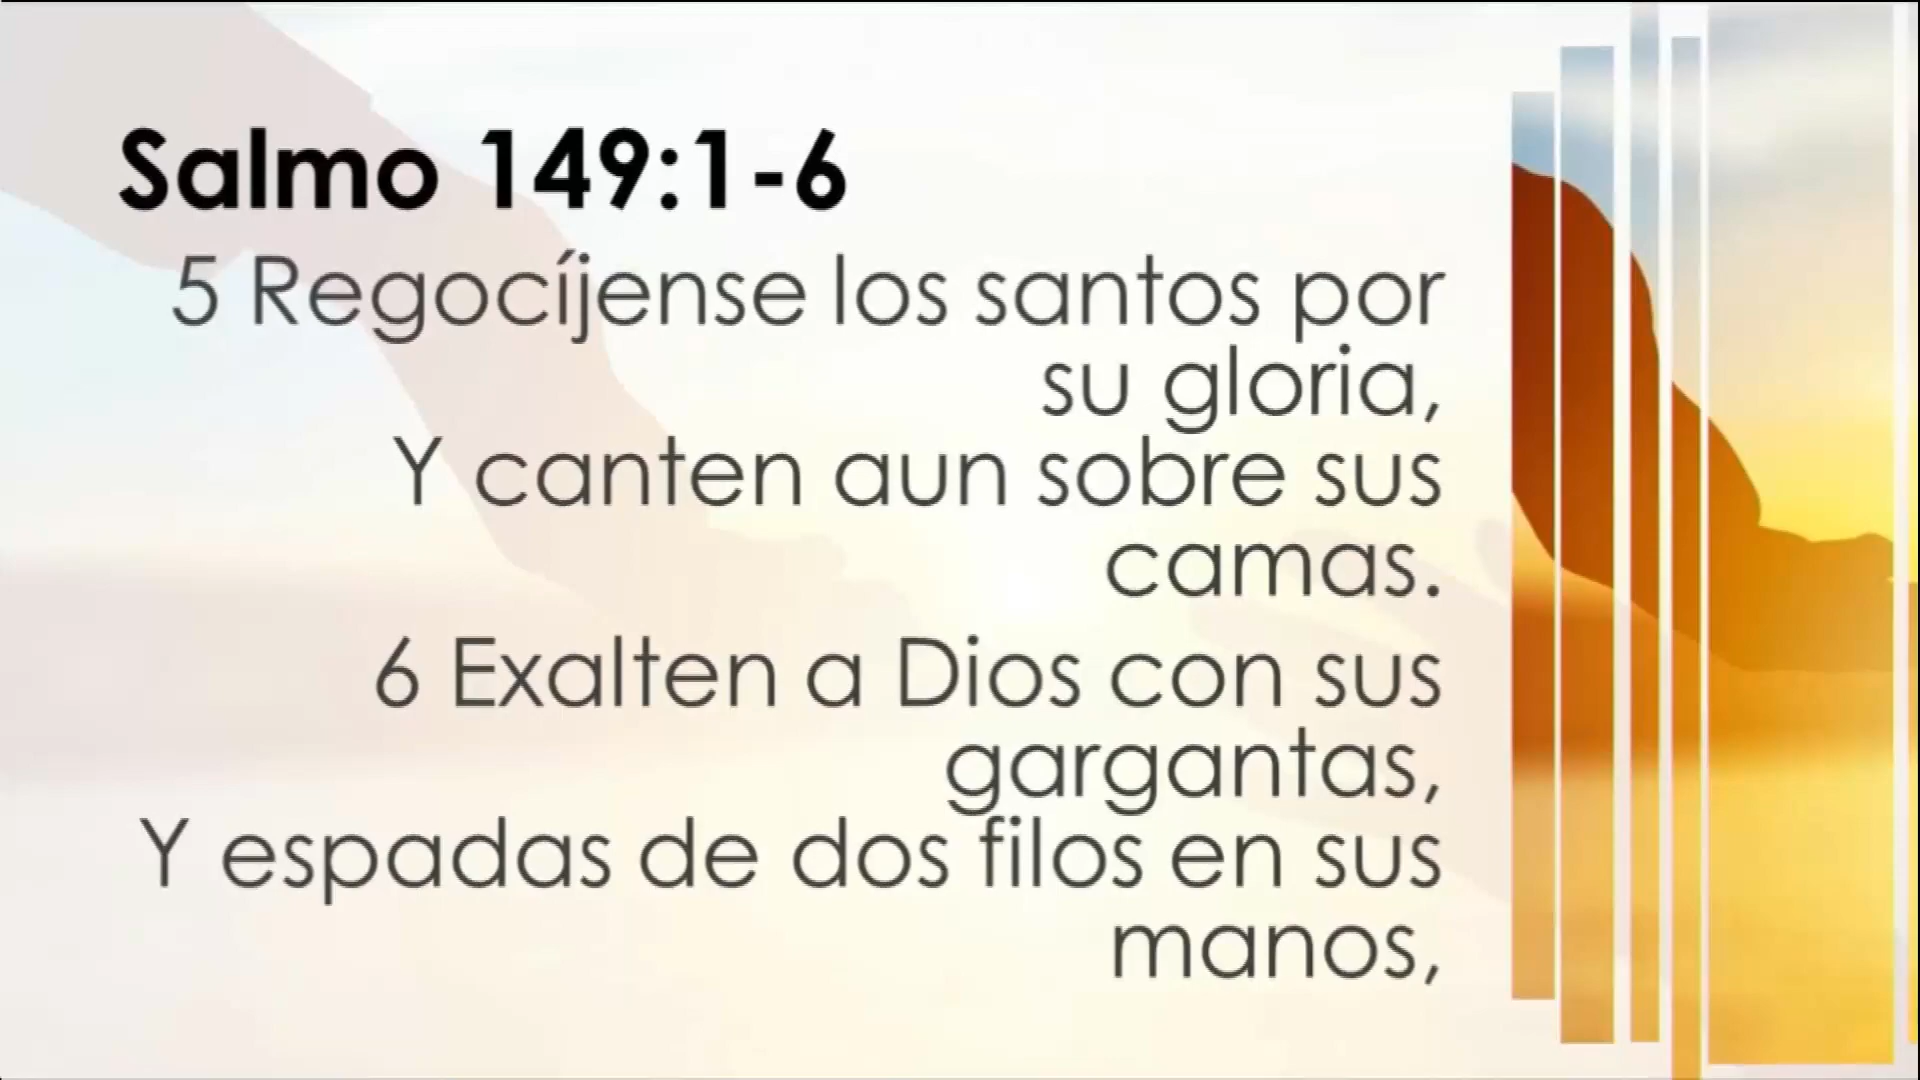 Salmo 149:1-6
5 Regocíjense los santos por
su gloria,
Y canten aun sobre sus
camas.
6 Exalten a Dios con sus
gargantas,
Y espadas de dos filos en sus
manos,